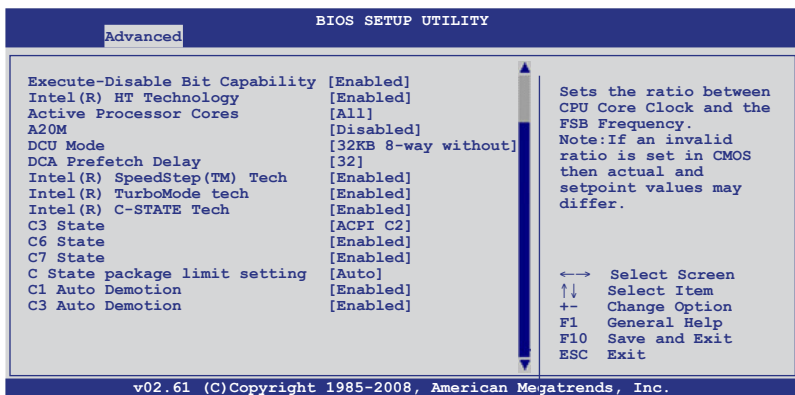 BIOS SETUP UTILITY
Advanced
Execute-Disable Bit Capability [Enabled]
Intel(R) HT Technology [Enabled]
Active Processor Cores [All]
A20M [Disabled]
DCU Mode [32KB 8-way without]
DCA Prefetch Delay [32]
Intel(R) SpeedStep(TM) Tech [Enabled]
Intel(R) TurboMode tech [Enabled]
Intel(R) C-STATE Tech [Enabled]
C3 State [ACPI C2]
C6 State [Enabled]
C7 State [Enabled]
C State package limit setting [Auto]
C1 Auto Demotion [Enabled]
C3 Auto Demotion [Enabled]
Sets the ratio between
CPU Core Clock and the
FSB Frequency.
Note:If an invalid
ratio is set in CMOS
then actual and
setpoint values may
differ.
←→ Select Screen
↑↓ Select Item
+- Change Option
F1 General Help
F10 Save and Exit
ESC Exit
v02.61 (C)Copyright 1985-2008, American Megatrends, Inc.